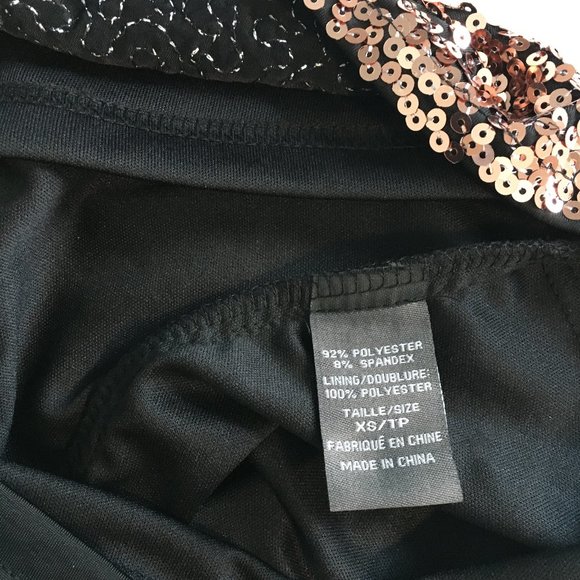 92% POLYESTER
8% SPANDEX
LINING/DOUBLURE:
100% POLYESTER
TAILLE/SIZE
XS/TP
FABRIQUÉ EN CHINE
MADE IN CHINA